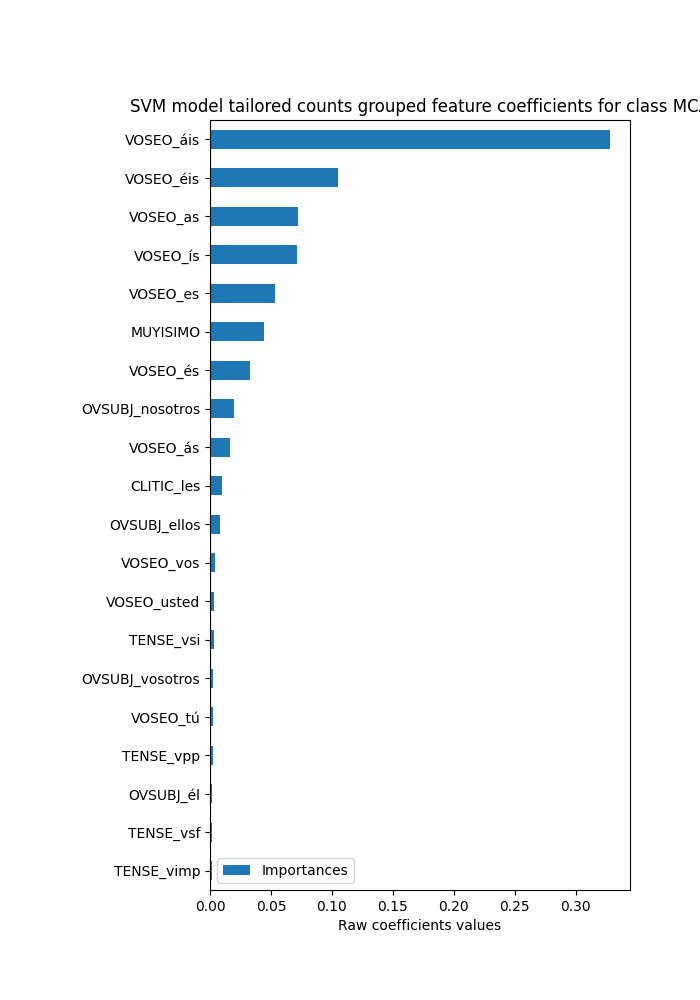 SVM model tailored counts grouped feature coefficients for class MC
VOSEO_áis
VOSEO_éis
VOSEO_as
VOSEO_ís
VOSEO_es
MUYISIMO
VOSEO_és
OVSUBJ_nosotros
VOSEO_ás
CLITIC_les
OVSUBJ_ellos
VOSEO_vos
VOSEO_usted
TENSE_vsi
OVSUBJ_vosotros
VOSEO_tú
TENSE_vpp
OVSUBJ_él
TENSE_vsf
TENSE_vimp
Importances
0.00 0.05 0.10 0.15 0.20 0.25 0.30
Raw coefficients values